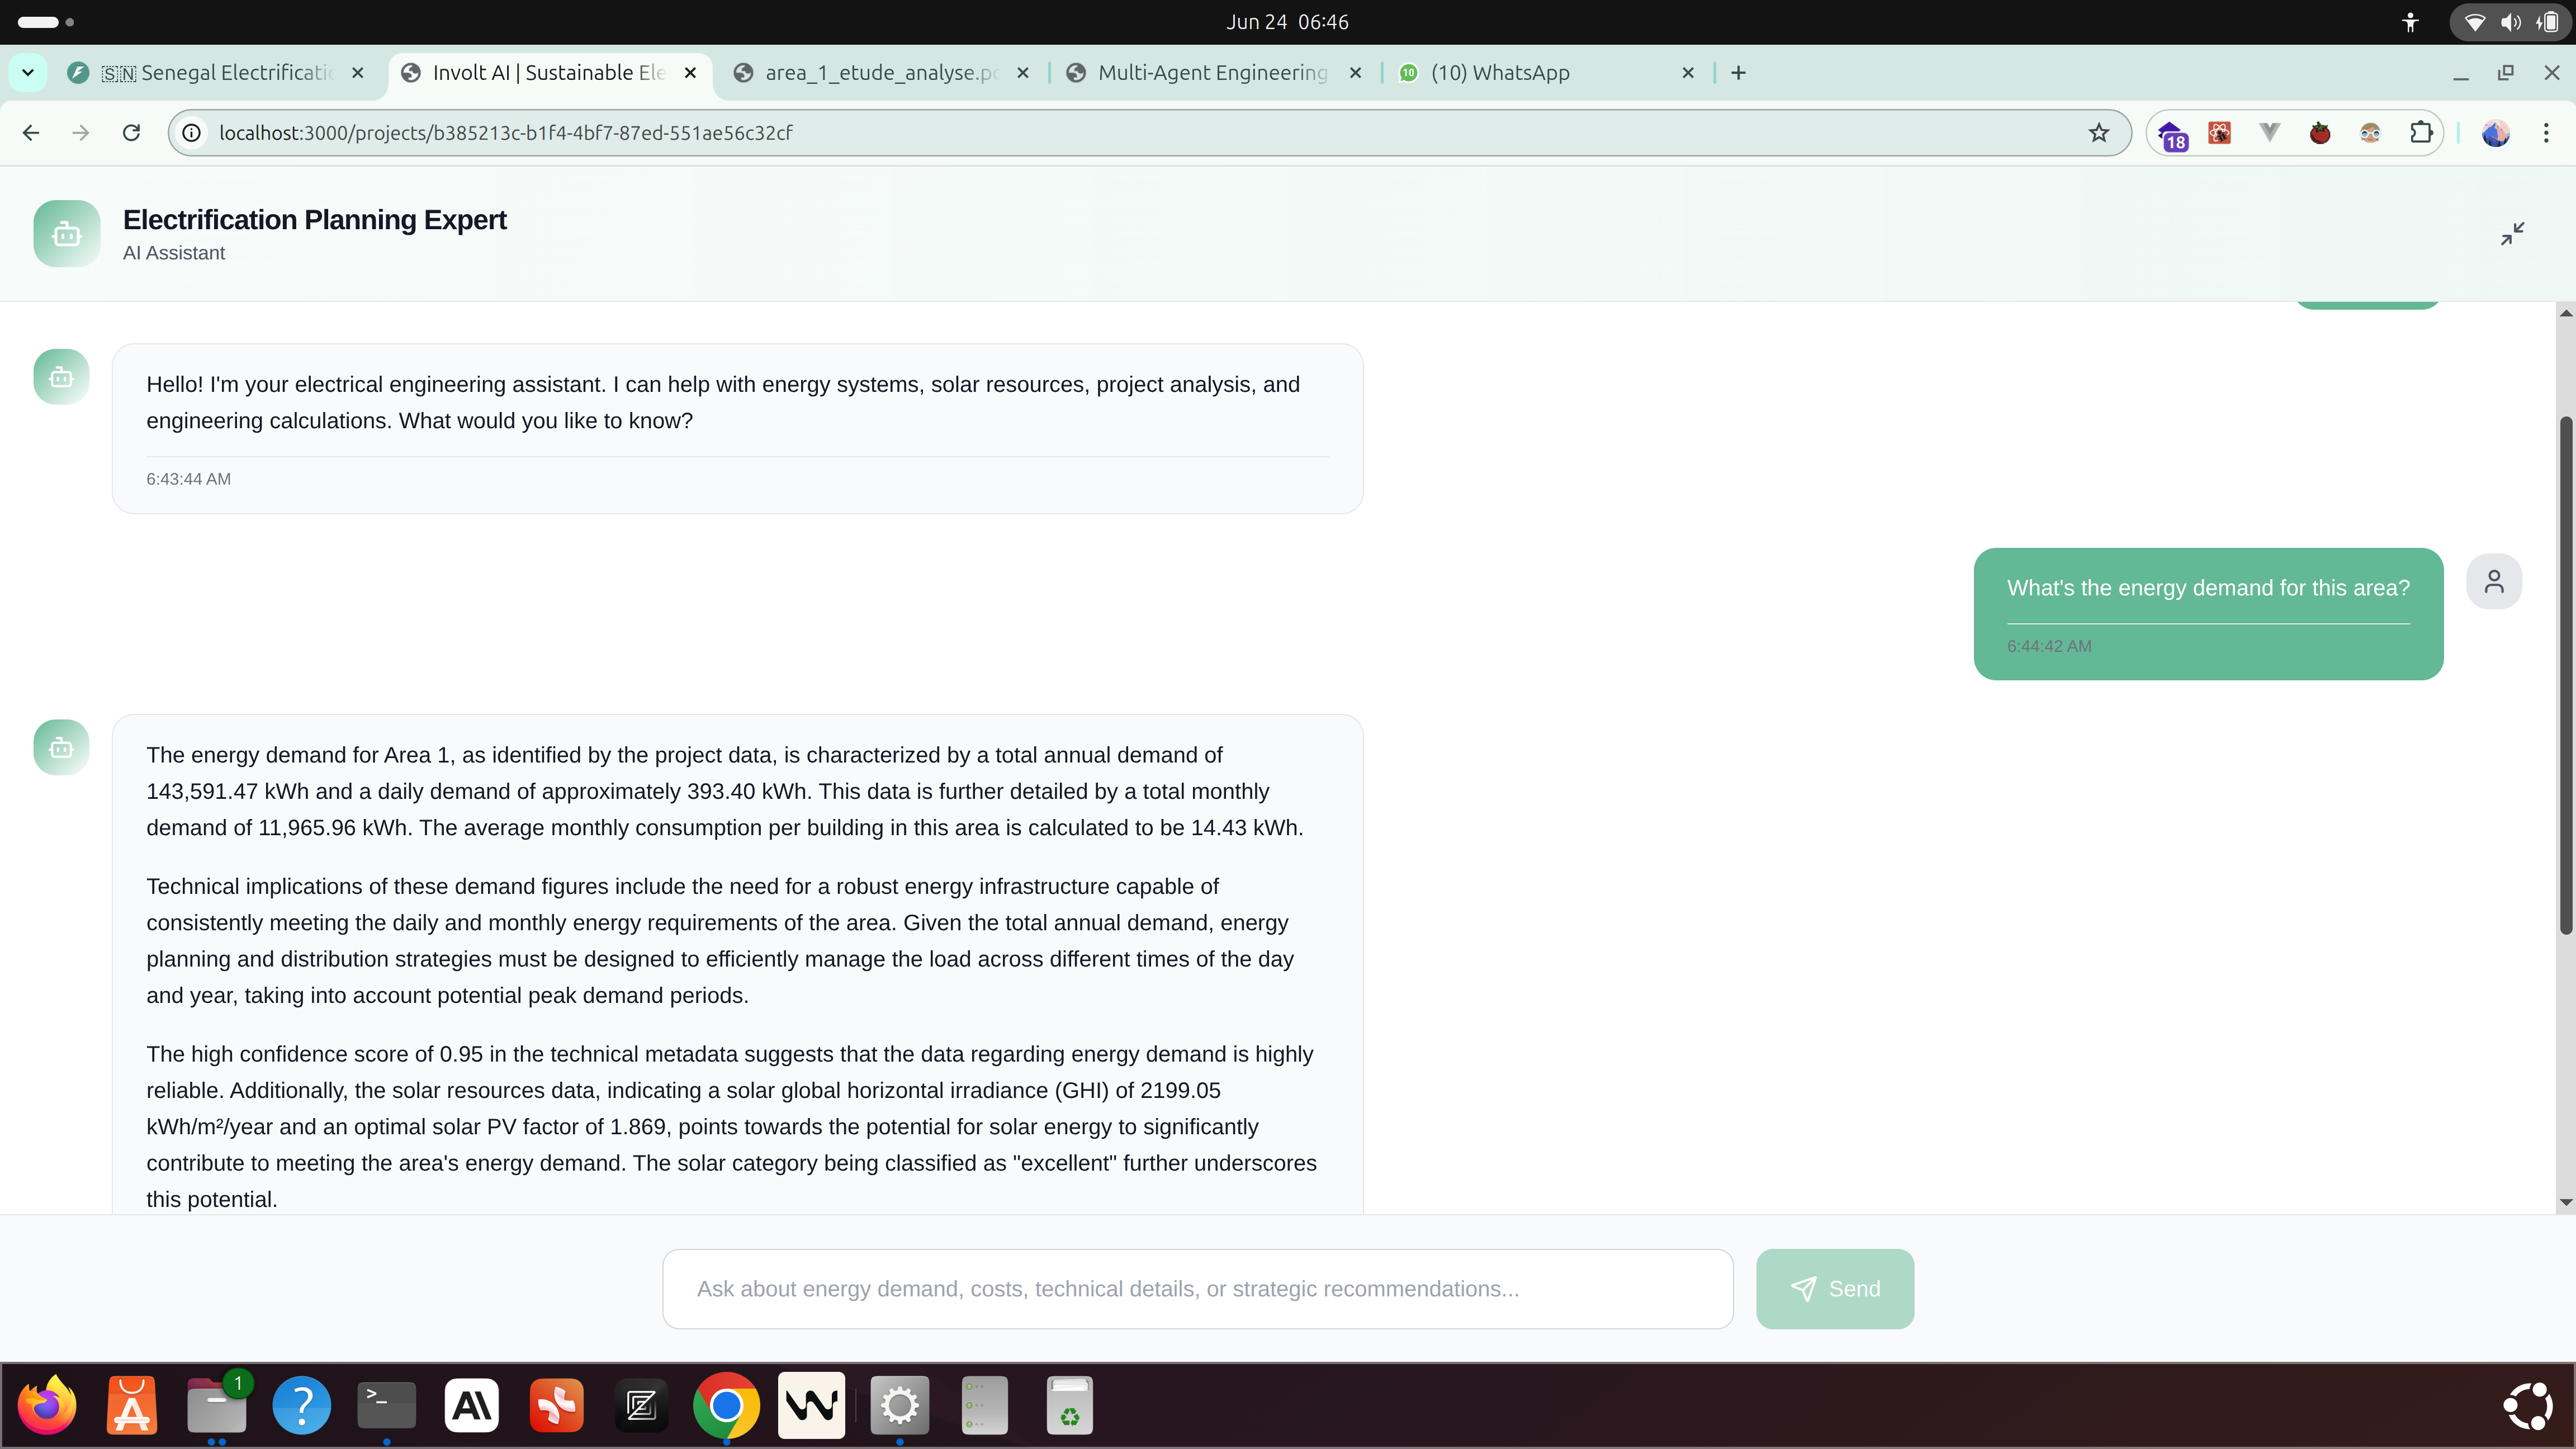 Jun 24 06:46
SN Senegal Electrificatio
Involt AI | Sustainable Ele
area_1_etude_analyse.po
Multi-Agent Engineering
10
(10) WhatsApp
localhost:3000/projects/b385213c-b1f4-4bf7-87ed-551ae56c32cf
18
Electrification Planning Expert
AI Assistant
Hello! I'm your electrical engineering assistant. I can help with energy systems, solar resources, project analysis, and
engineering calculations. What would you like to know?
6:43:44 AM
What's the energy demand for this area?
6:44:42 AM
The energy demand for Area 1, as identified by the project data, is characterized by a total annual demand of
143,591.47 kWh and a daily demand of approximately 393.40 kWh. This data is further detailed by a total monthly
demand of 11,965.96 kWh. The average monthly consumption per building in this area is calculated to be 14.43 kWh.
Technical implications of these demand figures include the need for a robust energy infrastructure capable of
consistently meeting the daily and monthly energy requirements of the area. Given the total annual demand, energy
planning and distribution strategies must be designed to efficiently manage the load across different times of the day
and year, taking into account potential peak demand periods.
The high confidence score of 0.95 in the technical metadata suggests that the data regarding energy demand is highly
reliable. Additionally, the solar resources data, indicating a solar global horizontal irradiance (GHI) of 2199.05
kWh/m²/year and an optimal solar PV factor of 1.869, points towards the potential for solar energy to significantly
contribute to meeting the area's energy demand. The solar category being classified as "excellent" further underscores
this potential.
Ask about energy demand, costs, technical details, or strategic recommendations...
Send
1